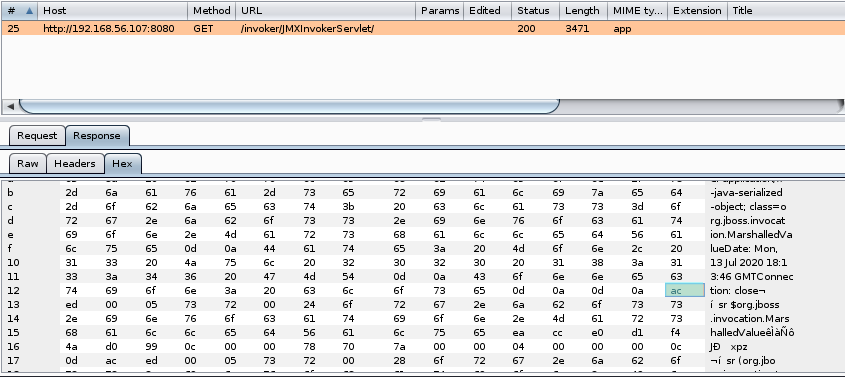 # Host Method URL Params Edited Status Length MIME ty... Extension Title
25 http://192.168.56.107:8080 GET /invoker/JMXInvokerServlet/ 200 3471 app
Request Response
Raw Headers Hex
b 2d 6a 61 76 61 2d 73 65 72 69 61 6c 69 7a 65 64 -java-serialized
c 2d 6f 62 6a 65 63 74 3b 20 63 6c 61 73 73 3d 6f -object; class=o
d 72 67 2e 6a 62 6f 73 73 2e 69 6e 76 6f 63 61 74 rg.jboss.invocat
e 69 6f 6e 2e 4d 61 72 73 68 61 6c 6c 65 64 56 61 ion.MarshalledVa
f 6c 75 65 0d 0a 44 61 74 65 3a 20 4d 6f 6e 2c 20 lueDate: Mon,
10 31 33 20 4a 75 6c 20 32 30 32 30 20 31 38 3a 31 13 Jul 2020 18:1
11 33 3a 34 36 20 47 4d 54 0d 0a 43 6f 6e 6e 65 63 3:46 GMTConnec
12 74 69 6f 6e 3a 20 63 6c 6f 73 65 0d 0a 0d 0a ac tion: close¬
13 ed 00 05 73 72 00 24 6f 72 67 2e 6a 62 6f 73 73 í sr $org.jboss
14 2e 69 6e 76 6f 63 61 74 69 6f 6e 2e 4d 61 72 73 .invocation.Mars
15 68 61 6c 6c 65 64 56 61 6c 75 65 ea cc e0 d1 f4 halledValueêÌàÑô
16 4a d0 99 0c 00 00 78 70 7a 00 00 04 00 00 00 0c JÐ xpz
17 0d ac ed 00 05 73 72 00 28 6f 72 67 2e 6a 62 6f ¬í sr (org.jbo